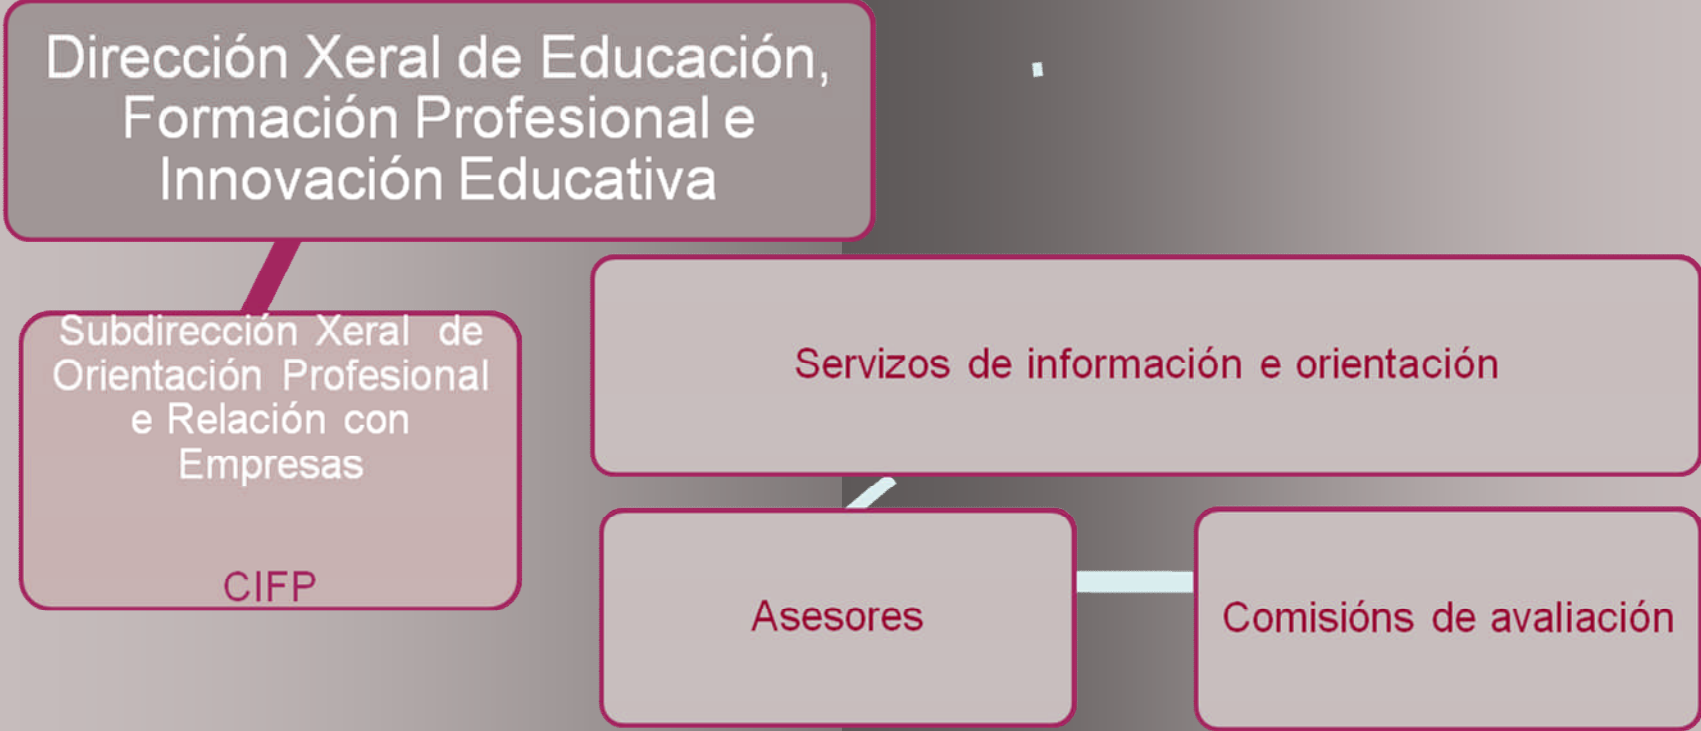 Dirección Xeral de Educación,
Formación Profesional e
Innovación Educativa
Subdirección Xeral de
Orientación Profesional
e Relación con
Empresas
CIFP
Servizos de información e orientación
Asesores
Comisións de avaliación